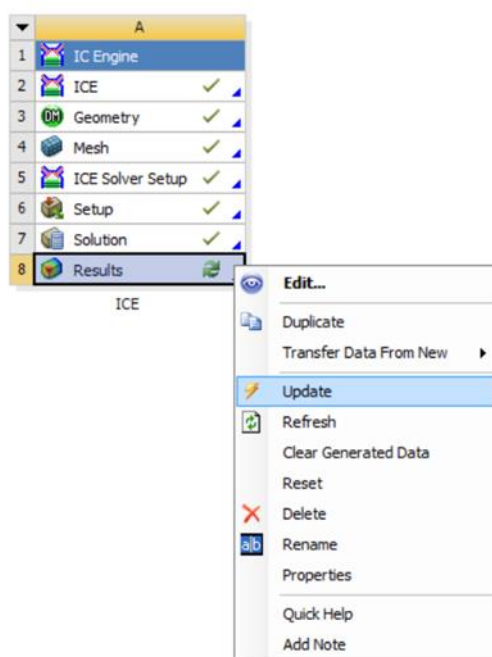 A
1 IC Engine
2 ICE
3 DM Geometry
4 Mesh
5 ICE Solver Setup
6 Setup
7 Solution
8 Results
ICE
Edit...
Duplicate
Transfer Data From New
Update
Refresh
Clear Generated Data
Reset
Delete
a|b Rename
Properties
Quick Help
Add Note